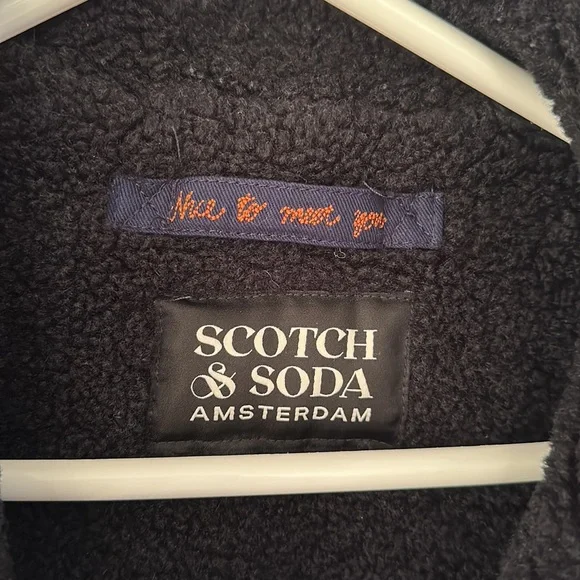 Nice to meet you
SCOTCH
& SODA
AMSTERDAM